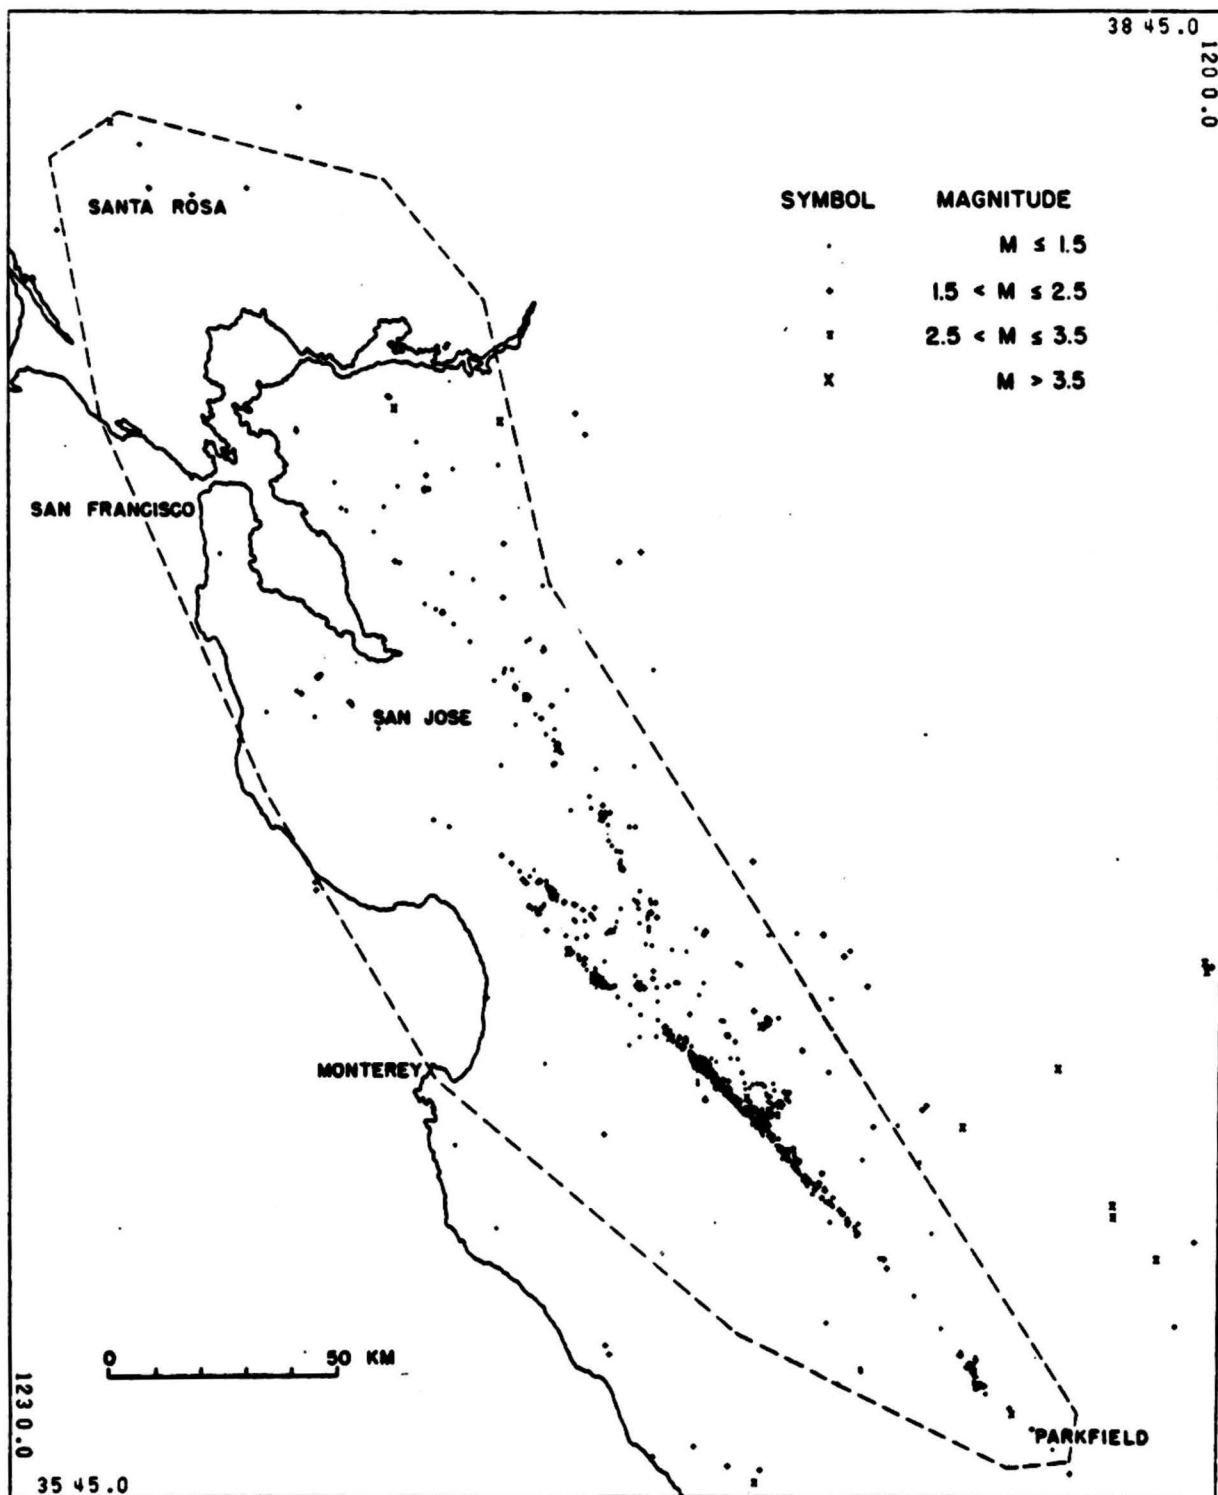 38 45.0
120 0.0
SANTA ROSA
SYMBOL MAGNITUDE
M ≤ 1.5
1.5 < M ≤ 2.5
2.5 < M ≤ 3.5
x M > 3.5
SAN FRANCISCO
SAN JOSE
MONTEREY
0 50 KM
PARKFIELD
123 0.0
35 45.0